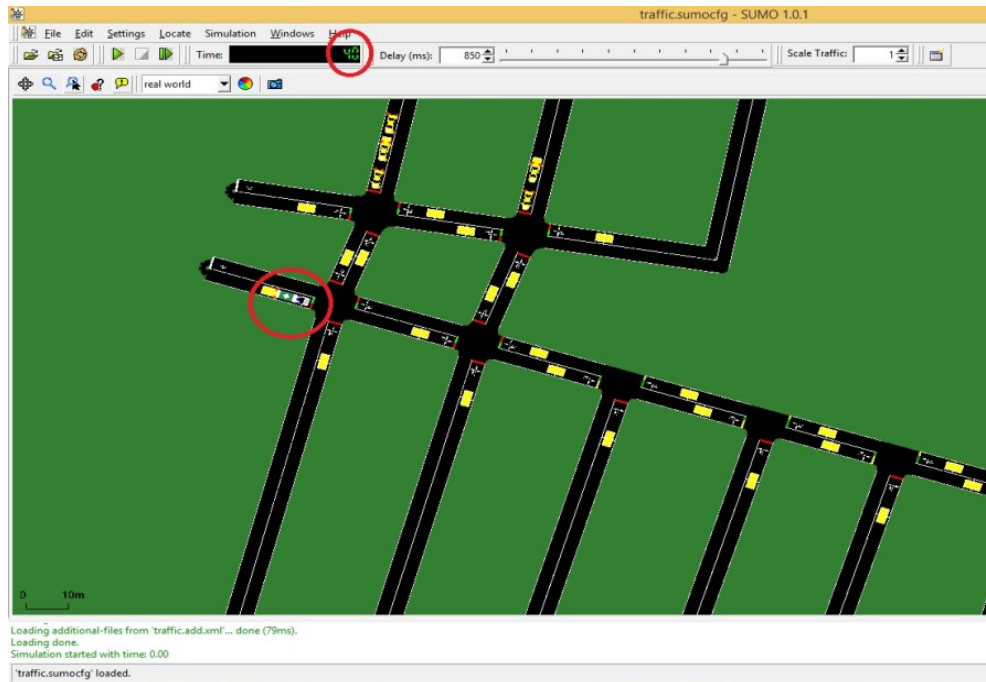 traffic.sumocfg - SUMO 1.0.1
File Edit Settings Locate Simulation Windows Help
Time: 40 Delay (ms): 850 Scale Traffic: 1
real world
0 10m
Loading additional-files from 'traffic.add.xml'... done (79ms).
Loading done.
Simulation started with time: 0.00
'traffic.sumocfg' loaded.